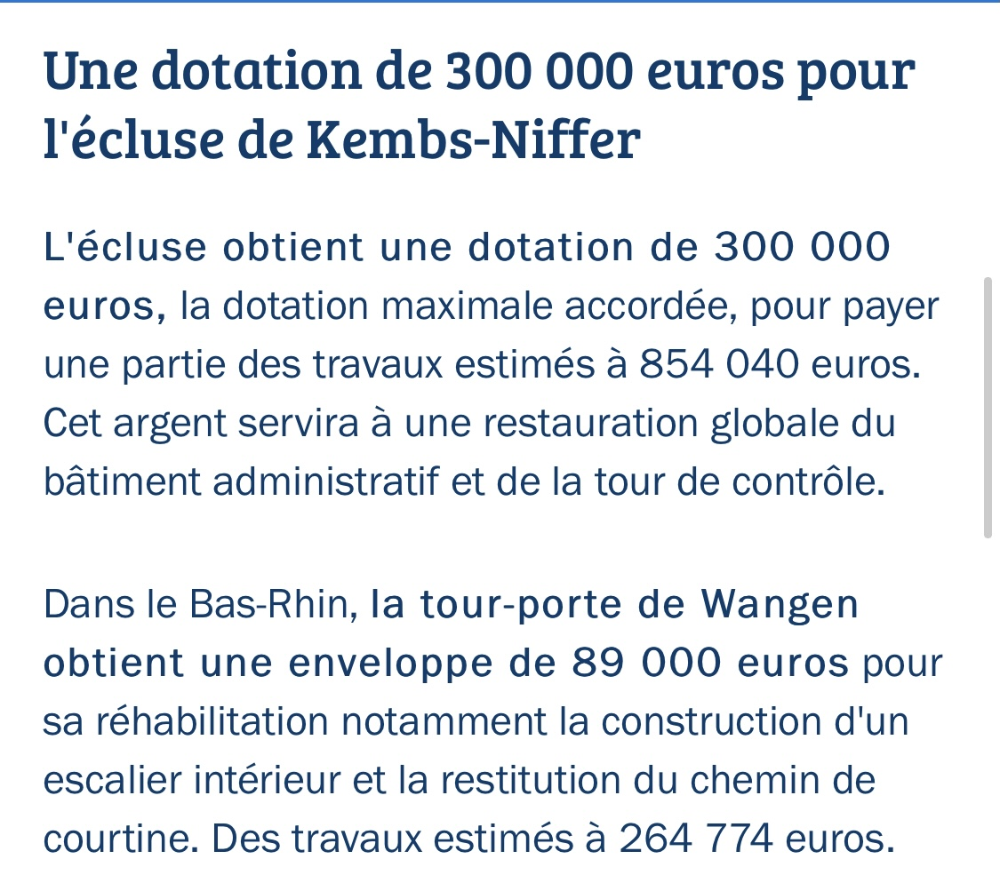 Une dotation de 300 000 euros pour
l'écluse de Kembs-Niffer
L'écluse obtient une dotation de 300 000
euros, la dotation maximale accordée, pour payer
une partie des travaux estimés à 854 040 euros.
Cet argent servira à une restauration globale du
bâtiment administratif et de la tour de contrôle.
Dans le Bas-Rhin, la tour-porte de Wangen
obtient une enveloppe de 89 000 euros pour
sa réhabilitation notamment la construction d'un
escalier intérieur et la restitution du chemin de
courtine. Des travaux estimés à 264 774 euros.